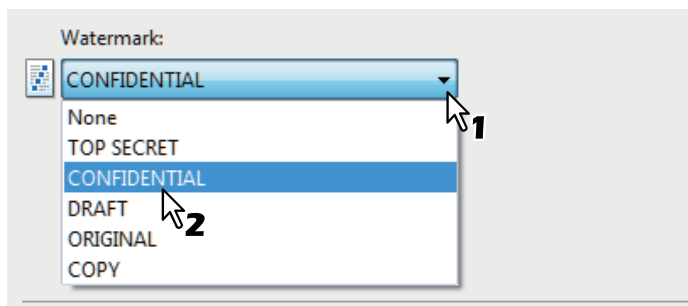 Watermark:
CONFIDENTIAL
1
None
TOP SECRET
CONFIDENTIAL
DRAFT
2
ORIGINAL
COPY